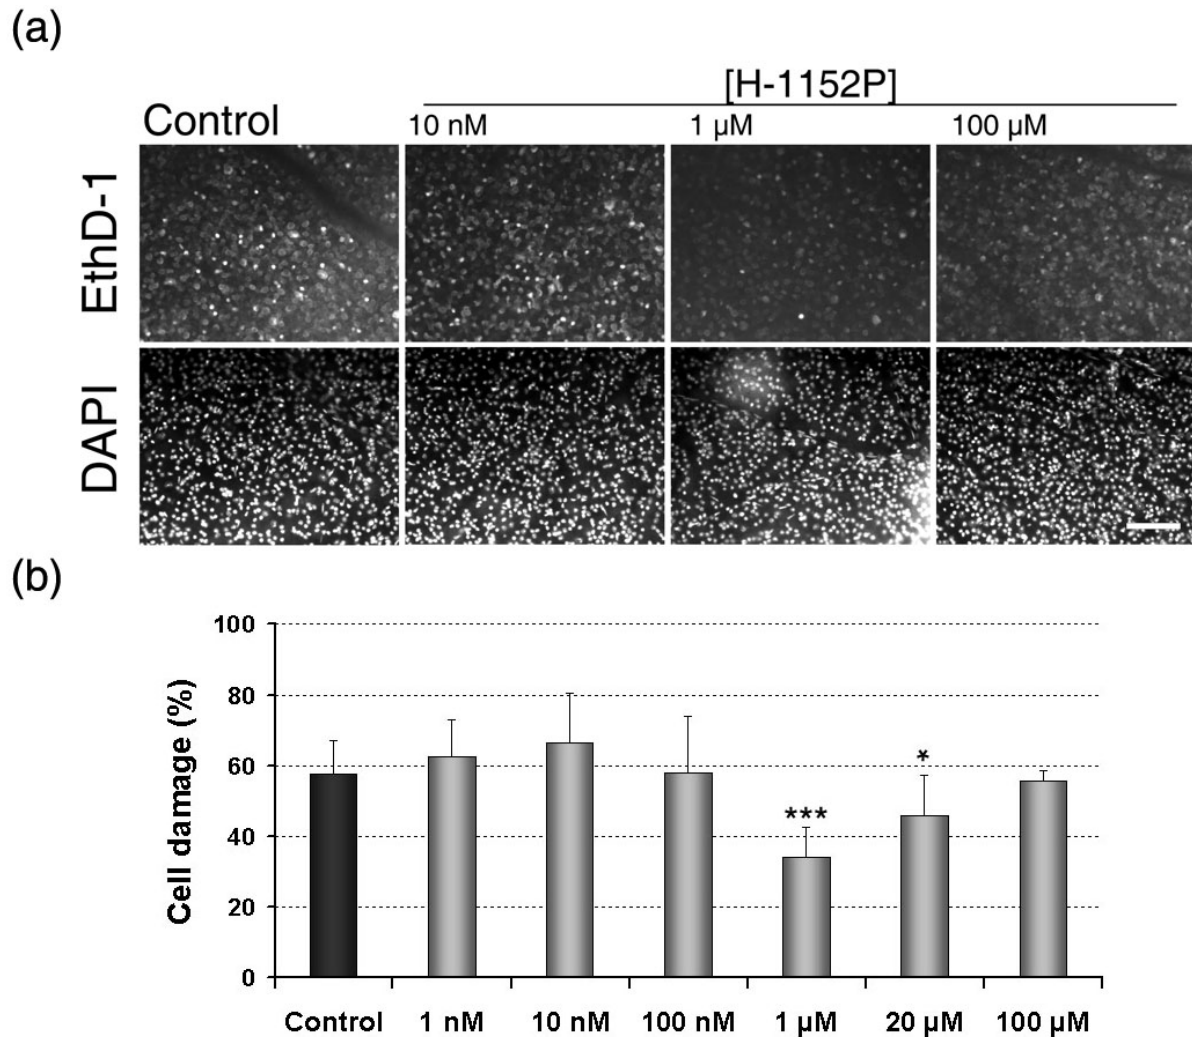 (a)
[H-1152P]
Control 10 nM 1 µM 100 µM
EthD-1
DAPI
(b)
100
80
60
40
20
0
Cell damage (%)
***
*
Control 1 nM 10 nM 100 nM 1 µM 20 µM 100 µM